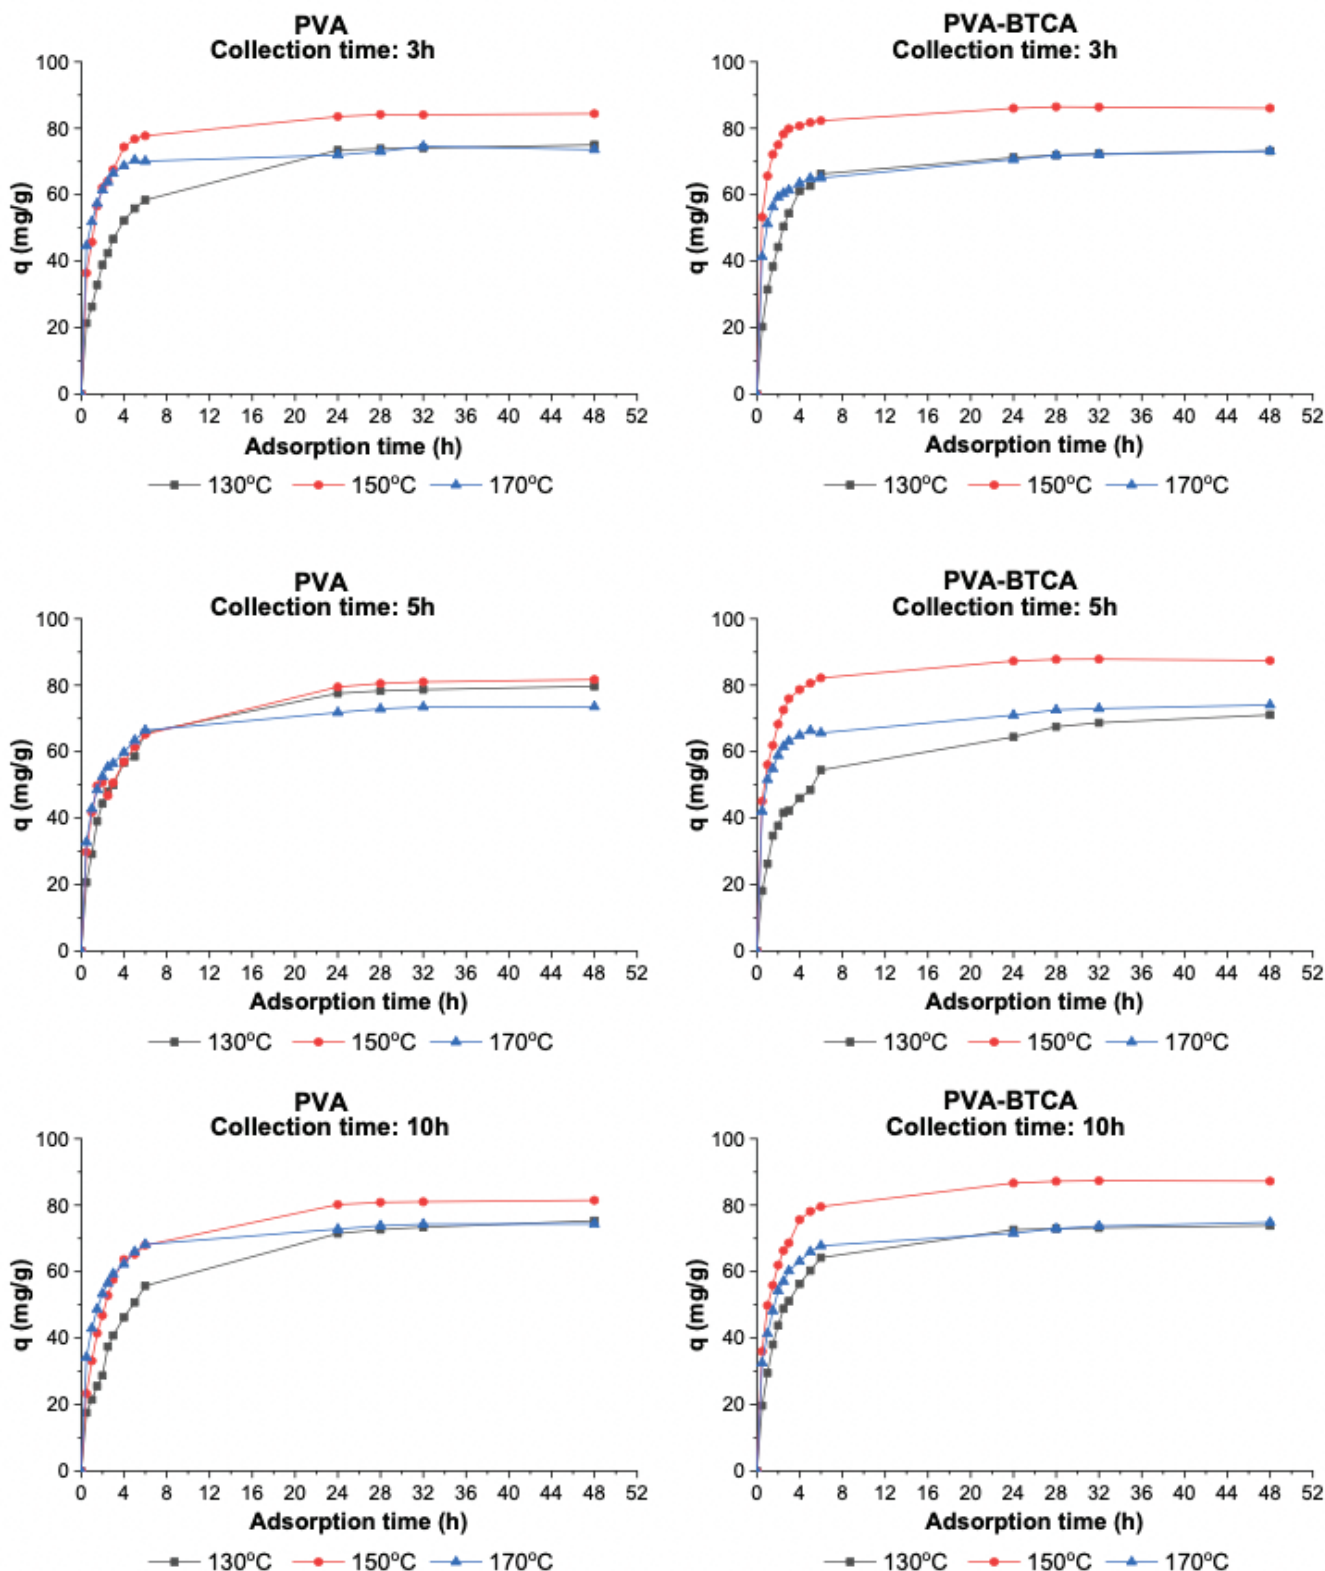 PVA
Collection time: 3h
100
80
60
40
20
0
q (mg/g)
0 4 8 12 16 20 24 28 32 36 40 44 48 52
Adsorption time (h)
130°C 150°C 170°C
PVA-BTCA
Collection time: 3h
100
80
60
40
20
0
q (mg/g)
0 4 8 12 16 20 24 28 32 36 40 44 48 52
Adsorption time (h)
130°C 150°C 170°C
PVA
Collection time: 5h
100
80
60
40
20
0
q (mg/g)
0 4 8 12 16 20 24 28 32 36 40 44 48 52
Adsorption time (h)
130°C 150°C 170°C
PVA-BTCA
Collection time: 5h
100
80
60
40
20
0
q (mg/g)
0 4 8 12 16 20 24 28 32 36 40 44 48 52
Adsorption time (h)
130°C 150°C 170°C
PVA
Collection time: 10h
100
80
60
40
20
0
q (mg/g)
0 4 8 12 16 20 24 28 32 36 40 44 48 52
Adsorption time (h)
130°C 150°C 170°C
PVA-BTCA
Collection time: 10h
100
80
60
40
20
0
q (mg/g)
0 4 8 12 16 20 24 28 32 36 40 44 48 52
Adsorption time (h)
130°C 150°C 170°C